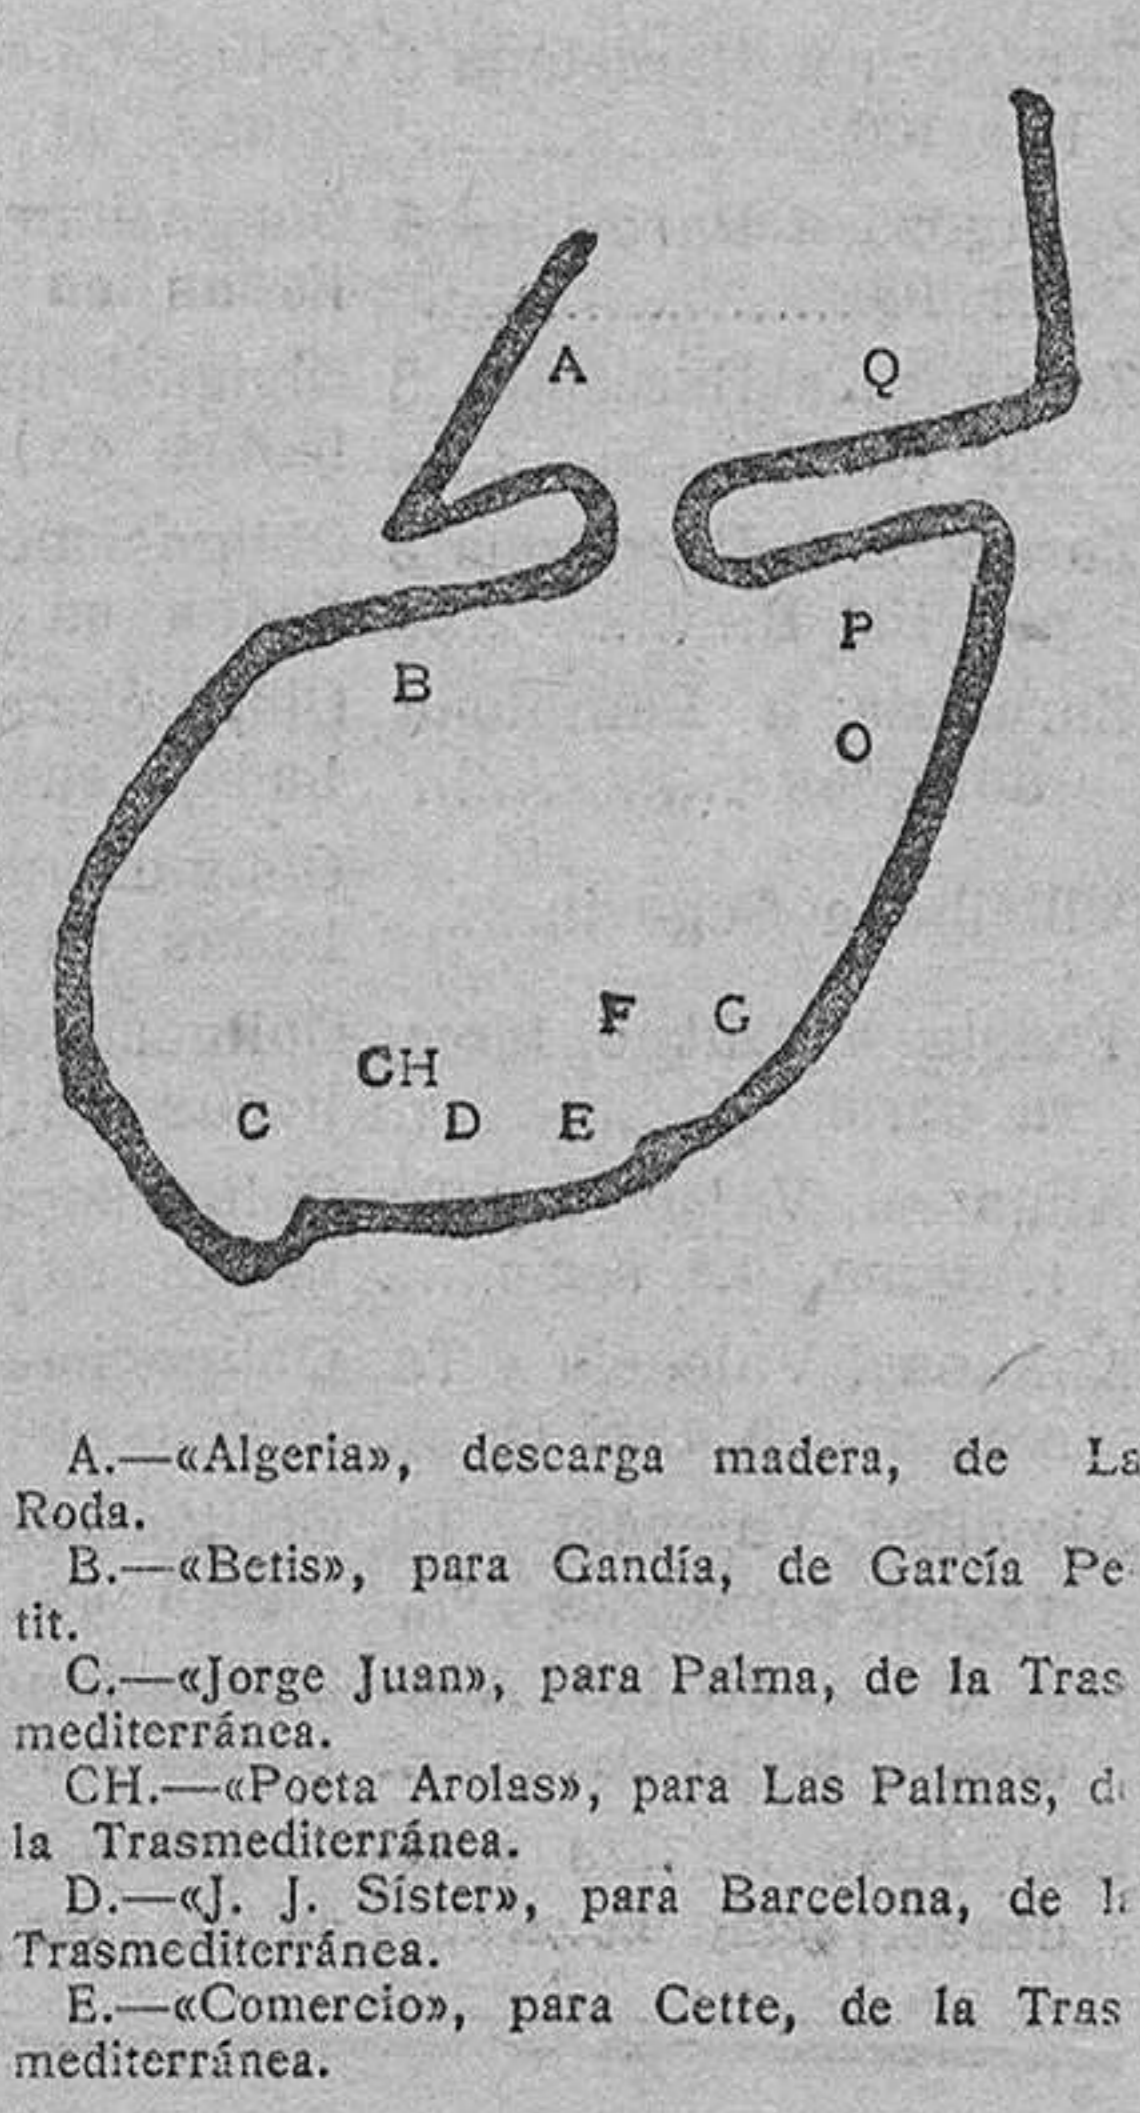 A
Q
P
B
O
F G
CH
C D E
A.—«Algeria», descarga madera, de La
Roda.
B.—«Betis», para Gandía, de García Pe-
tit.
C.—«Jorge Juan», para Palma, de la Tras
mediterránea.
CH.—«Poeta Arolas», para Las Palmas, de
la Trasmediterránea.
D.—«J. J. Síster», para Barcelona, de la
Trasmediterránea.
E.—«Comercio», para Cette, de la Tras
mediterránea.